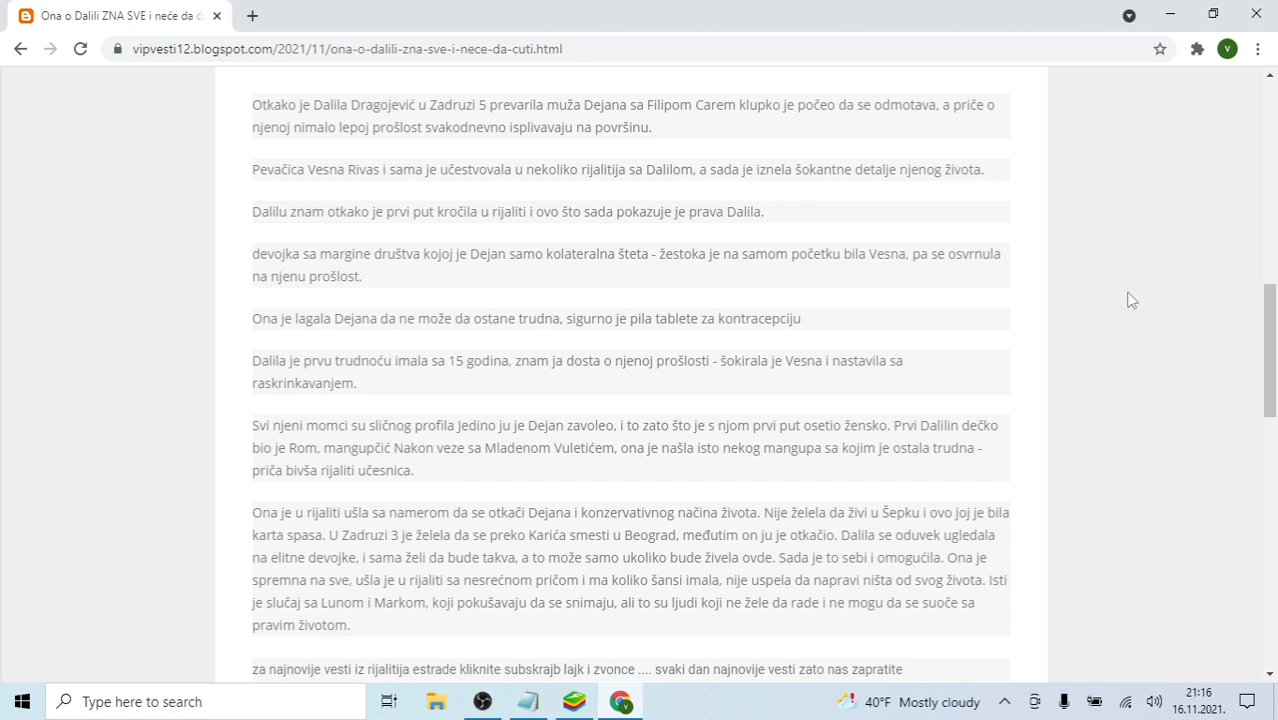 Ona o Dalili ZNA SVE i neće da ću
vipvesti12.blogspot.com/2021/11/ona-o-dalili-zna-sve-i-nece-da-cuti.html
V
Otkako je Dalila Dragojević u Zadruzi 5 prevarila muža Dejana sa Filipom Carem klupko je počeo da se odmotava, a priče o
njenoj nimalo lepoj prošlost svakodnevno isplivavaju na površinu.
Pevačica Vesna Rivas i sama je učestvovala u nekoliko rijalitija sa Dalilom, a sada je iznela šokantne detalje njenog života.
Dalilu znam otkako je prvi put kročila u rijaliti i ovo što sada pokazuje je prava Dalila.
devojka sa margine društva kojoj je Dejan samo kolateralna šteta - žestoka je na samom početku bila Vesna, pa se osvrnula
na njenu prošlost.
Ona je lagala Dejana da ne može da ostane trudna, sigurno je pila tablete za kontracepciju
Dalila je prvu trudnoću imala sa 15 godina, znam ja dosta o njenoj prošlosti - šokirala je Vesna i nastavila sa
raskrinkavanjem.
Svi njeni momci su sličnog profila Jedino ju je Dejan zavoleo, i to zato što je s njom prvi put osetio žensko. Prvi Dalilin dečko
bio je Rom, mangupčić Nakon veze sa Mladenom Vuletićem, ona je našla isto nekog mangupa sa kojim je ostala trudna -
priča bivša rijaliti učesnica.
Ona je u rijaliti ušla sa namerom da se otkači Dejana i konzervativnog načina života. Nije želela da živi u Šepku i ovo joj je bila
karta spasa. U Zadruzi 3 je želela da se preko Karića smesti u Beograd, međutim on ju je otkačio. Dalila se oduvek ugledala
na elitne devojke, i sama želi da bude takva, a to može samo ukoliko bude živela ovde. Sada je to sebi i omogućila. Ona je
spremna na sve, ušla je u rijaliti sa nesrećnom pričom i ma koliko šansi imala, nije uspela da napravi ništa od svog života. Isti
je slučaj sa Lunom i Markom, koji pokušavaju da se snimaju, ali to su ljudi koji ne žele da rade i ne mogu da se suoče sa
pravim životom.
za najnovije vesti iz rijalitija estrade kliknite subskrajb lajk i zvonce .... svaki dan najnovije vesti zato nas zapratite
Type here to search
V
40°F Mostly cloudy
21:16
16.11.2021.